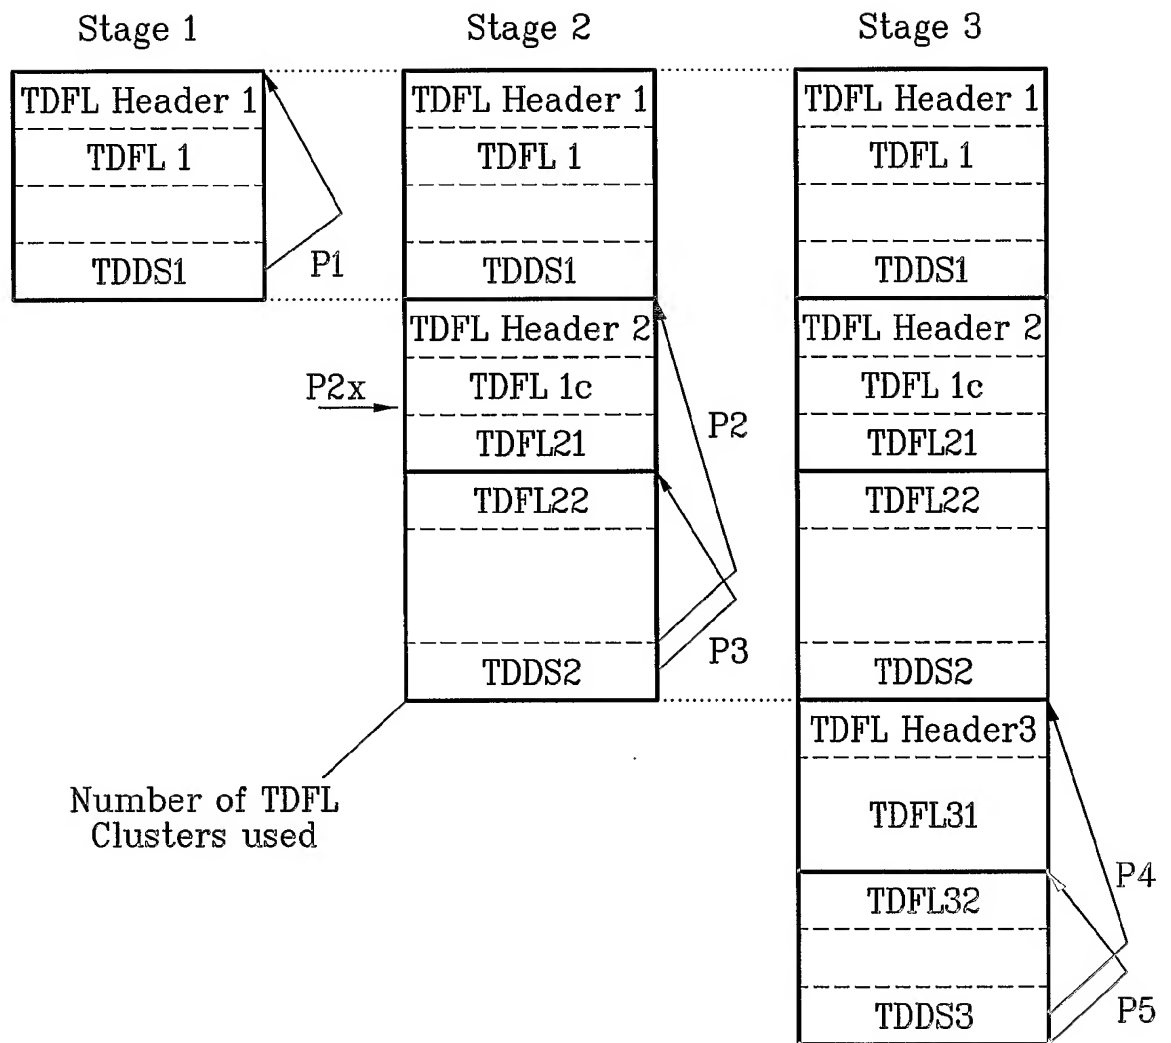 Stage 1
TDFL Header 1
TDFL 1
TDDS1
P1
Stage 2
TDFL Header 1
TDFL 1
TDDS1
TDFL Header 2
P2x
TDFL 1c
TDFL21
P2
TDFL22
P3
TDDS2
Number of TDFL
Clusters used
Stage 3
TDFL Header 1
TDFL 1
TDDS1
TDFL Header 2
TDFL 1c
TDFL21
TDFL22
TDDS2
TDFL Header3
TDFL31
P4
TDFL32
TDDS3
P5